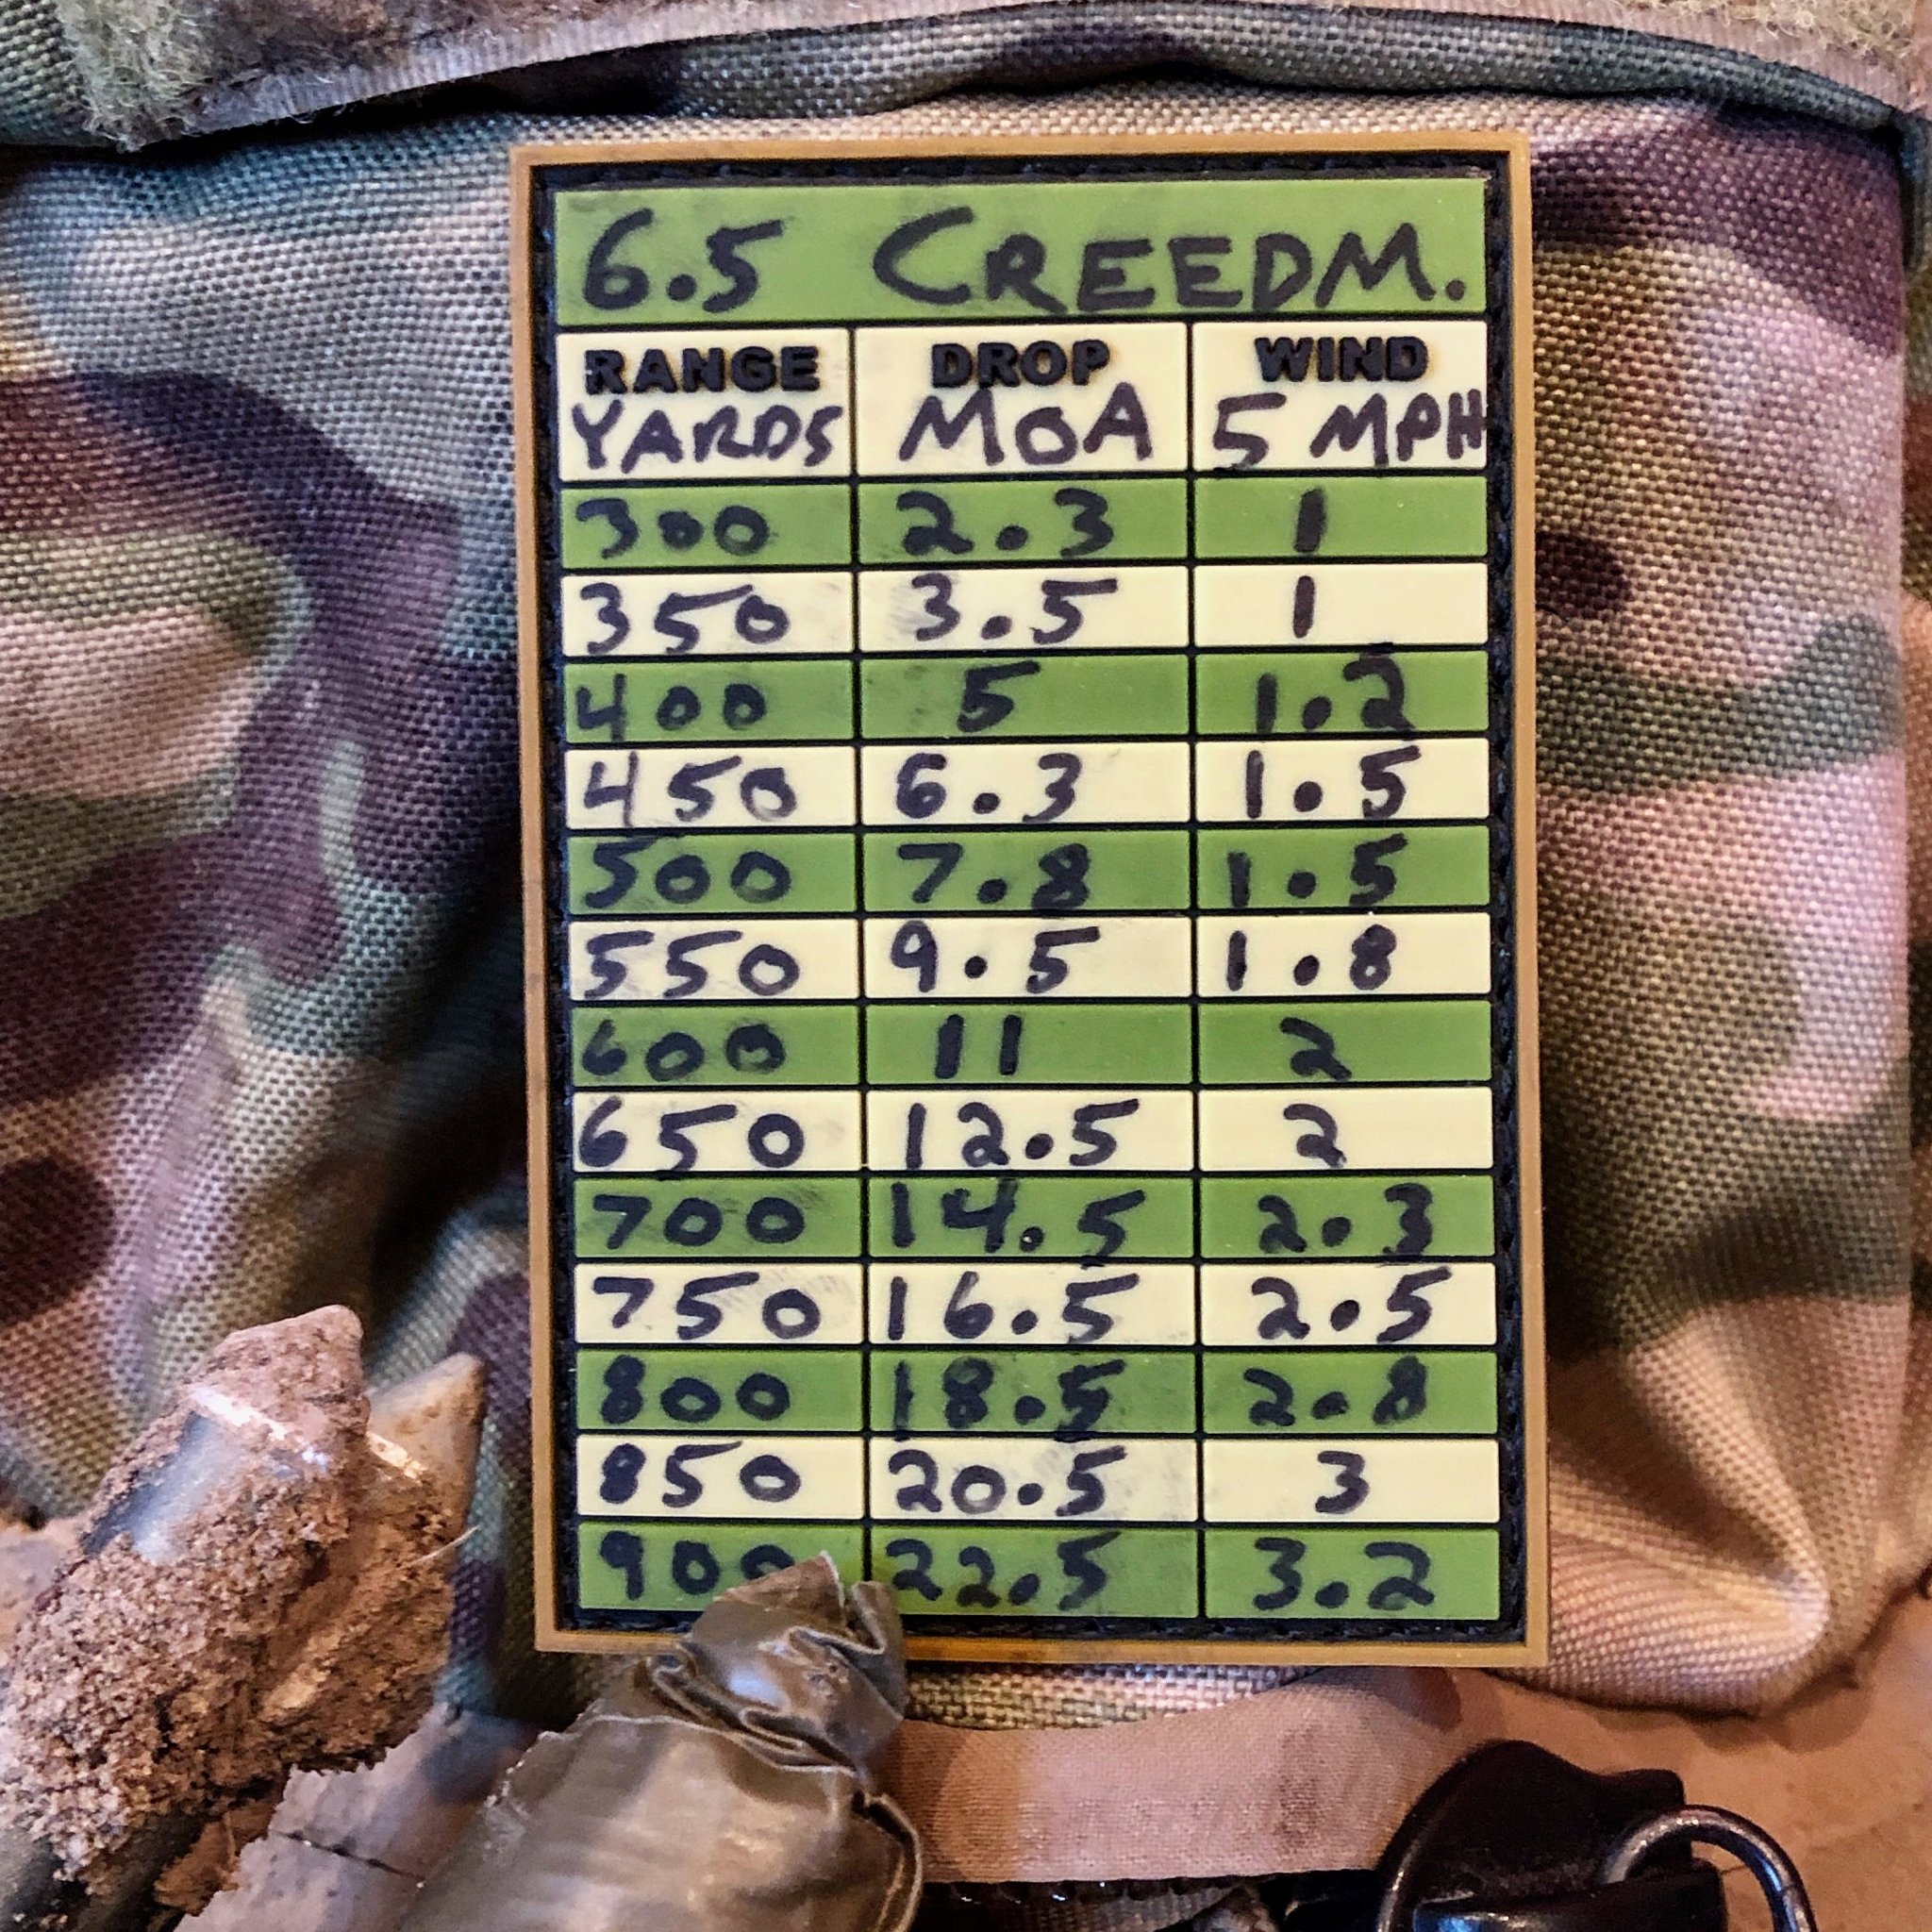 6.5 CREEDM.
RANGE DROP WIND
YARDS MOA 5 MPH
300 2.3 1
350 3.5 1
400 5 1.2
450 6.3 1.5
500 7.8 1.5
550 9.5 1.8
600 11 2
650 12.5 2
700 14.5 2.3
750 16.5 2.5
800 18.5 2.8
850 20.5 3
900 22.5 3.2